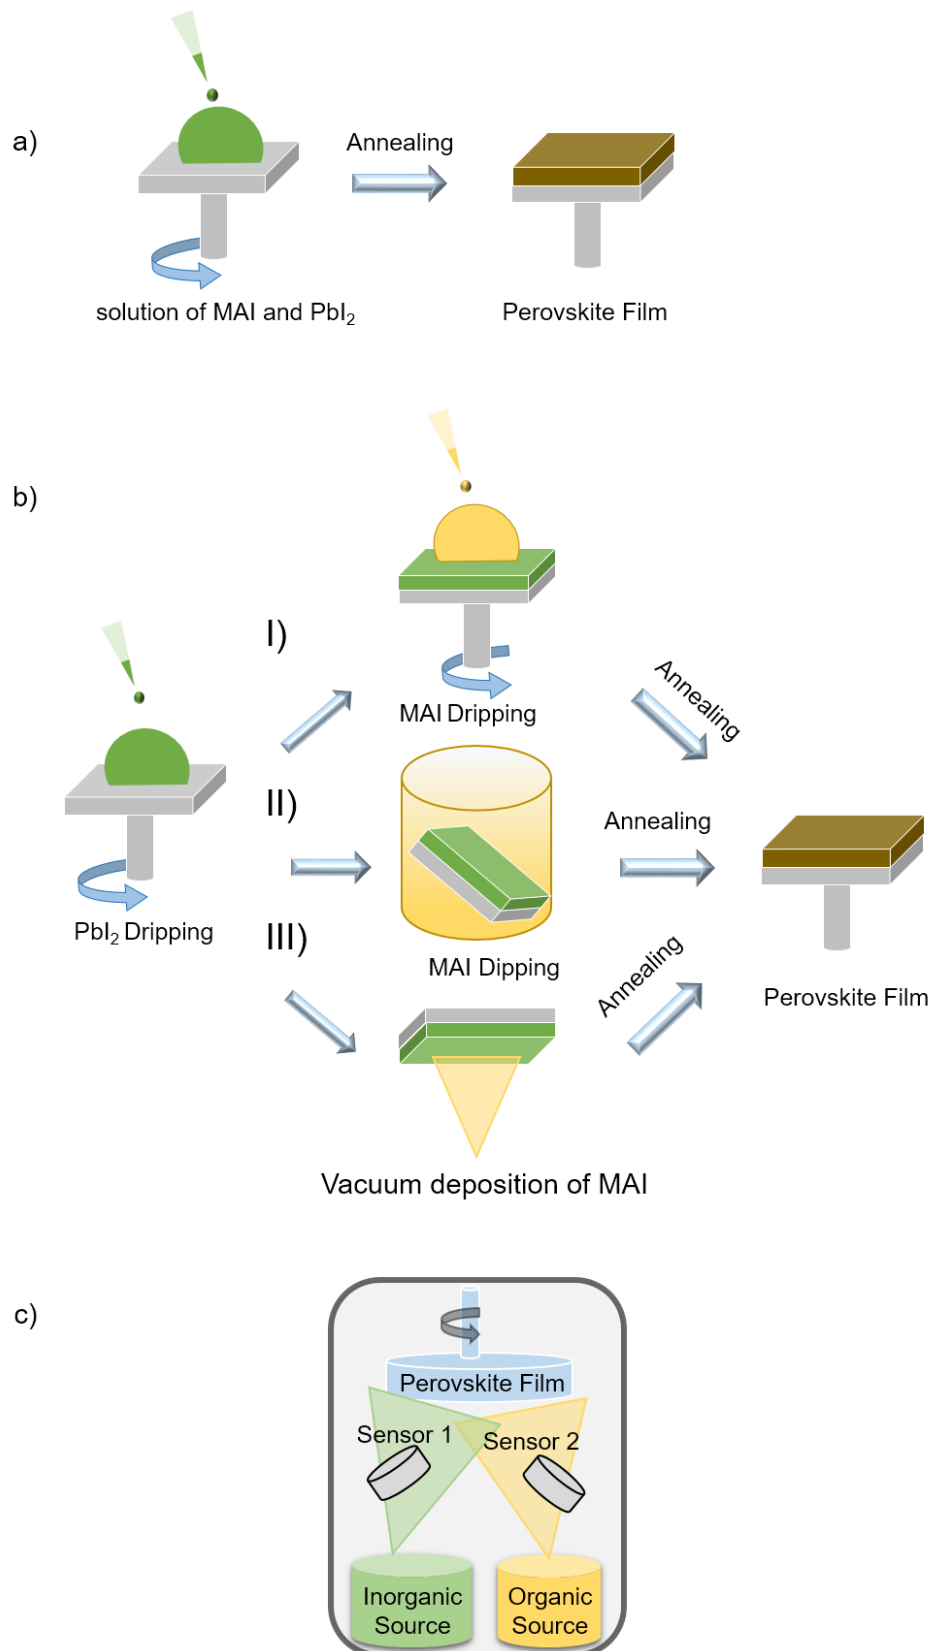 a)
Annealing
solution of MAI and PbI₂
Perovskite Film
b)
I)
MAI Dripping
Annealing
II)
Annealing
PbI₂ Dripping
III)
MAI Dipping
Annealing
Perovskite Film
Vacuum deposition of MAI
c)
Perovskite Film
Sensor 1
Sensor 2
Inorganic
Source
Organic
Source